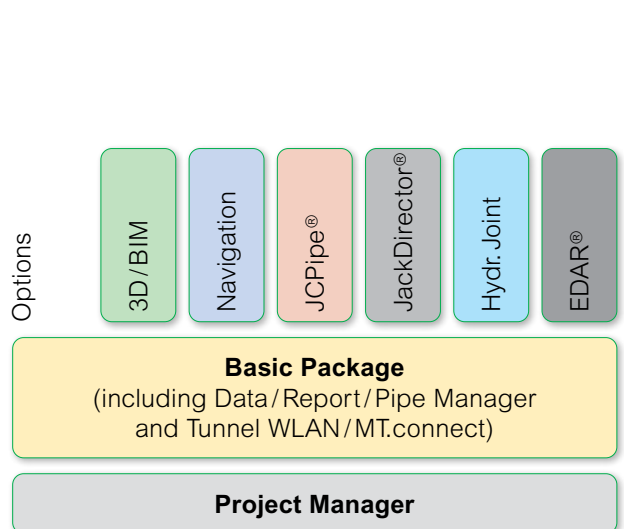 Options
3D/BIM
Navigation
JCPipe®
JackDirector®
Hydr. Joint
EDAR®
Basic Package
(including Data/Report/Pipe Manager
and Tunnel WLAN/MT.connect)
Project Manager